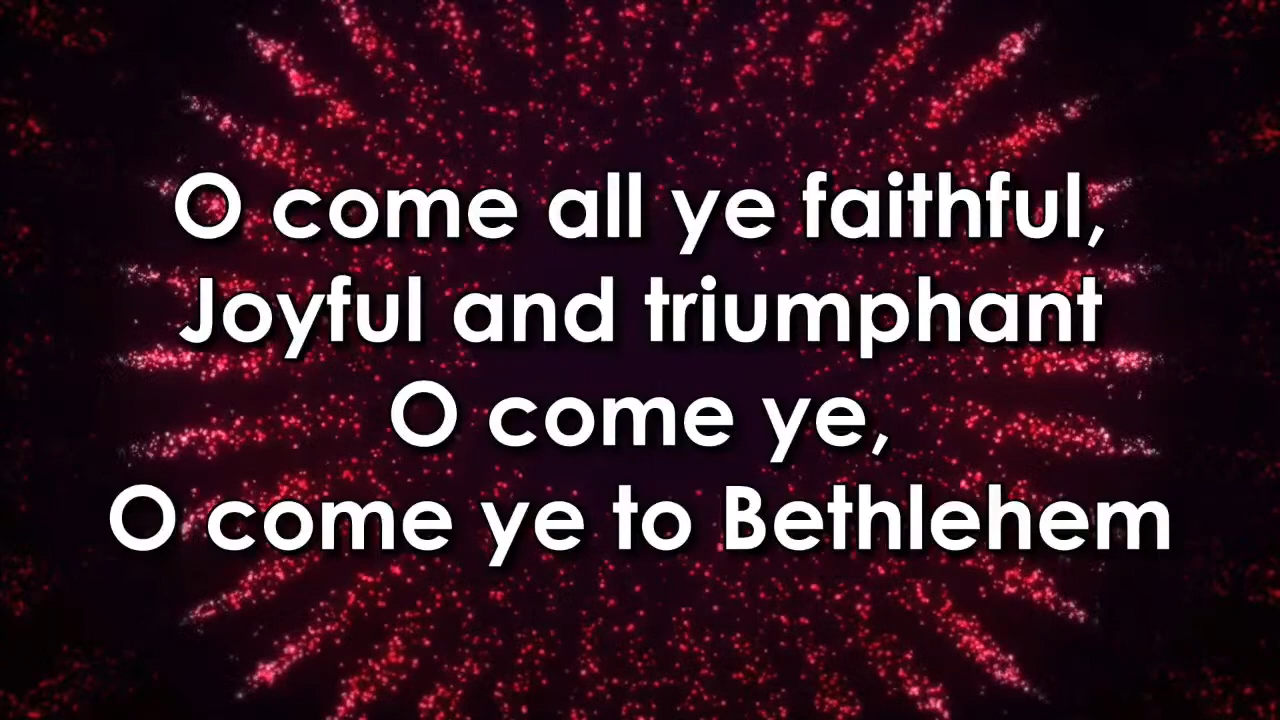 O come all ye faithful,
Joyful and triumphant
O come ye,
O come ye to Bethlehem